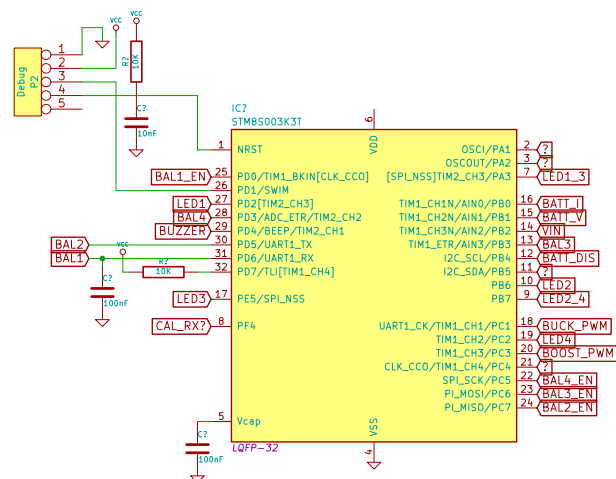 VCC
VCC
Debug
P2
1
2
3
4
5
R?
10K
C?
10nF
IC?
STM8S003K3T
6
VDD
1
NRST
BAL1_EN
25
PD0/TIM1_BKIN[CLK_CCO]
26
PD1/SWIM
LED1
27
PD2[TIM2_CH3]
BAL4
28
PD3/ADC_ETR/TIM2_CH2
BUZZER
29
PD4/BEEP/TIM2_CH1
BAL2
30
PD5/UART1_TX
BAL1
31
PD6/UART1_RX
VCC
R?
10K
32
PD7/TLI[TIM1_CH4]
C?
100nF
LED3
17
PE5/SPI_NSS
CAL_RX?
8
PF4
5
Vcap
C?
100nF
LQFP-32
VSS
4
OSCI/PA1
2
?
OSCOUT/PA2
3
?
[SPI_NSS]TIM2_CH3/PA3
7
LED1_3
TIM1_CH1N/AIN0/PB0
16
BATT_I
TIM1_CH2N/AIN1/PB1
15
BATT_V
TIM1_CH3N/AIN2/PB2
14
VIN
TIM1_ETR/AIN3/PB3
13
BAL3
I2C_SCL/PB4
12
BATT_DIS
I2C_SDA/PB5
11
?
PB6
10
LED2
PB7
9
LED2_4
UART1_CK/TIM1_CH1/PC1
18
BUCK_PWM
TIM1_CH2/PC2
19
LED4
TIM1_CH3/PC3
20
BOOST_PWM
CLK_CCO/TIM1_CH4/PC4
21
?
SPI_SCK/PC5
22
BAL4_EN
PI_MOSI/PC6
23
BAL3_EN
PI_MISO/PC7
24
BAL2_EN